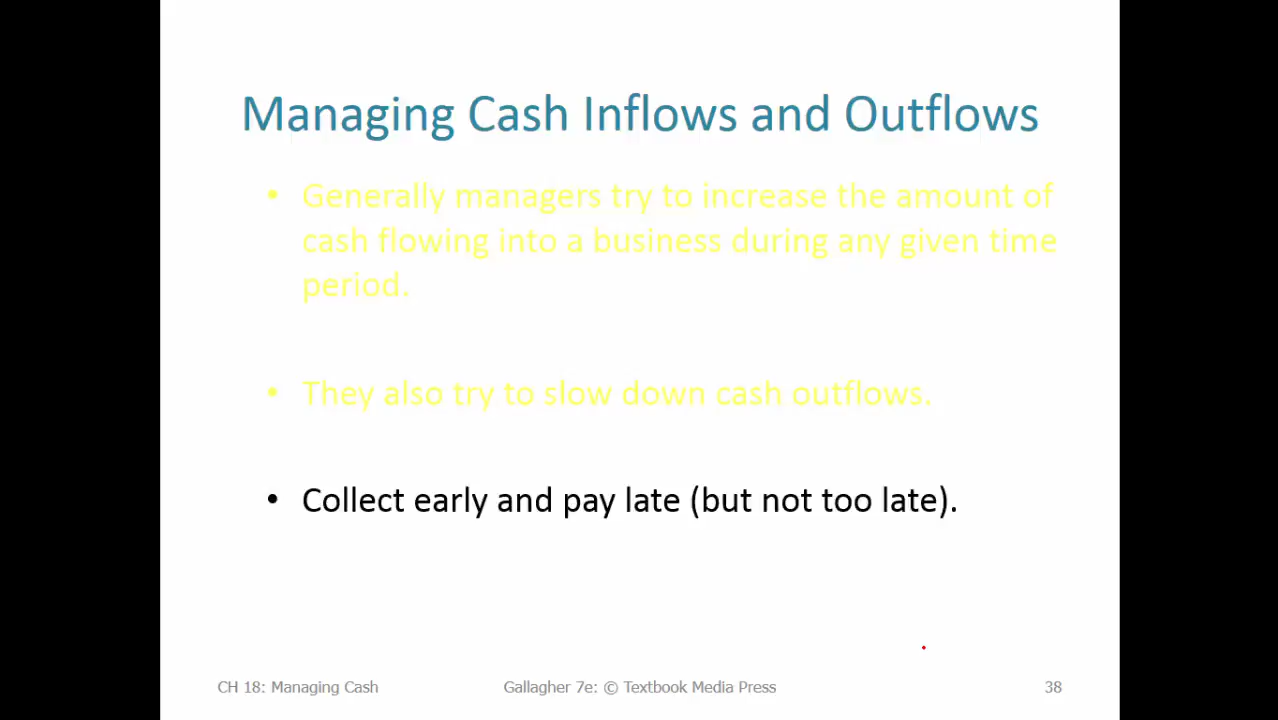 Managing Cash Inflows and Outflows
• Generally managers try to increase the amount of
cash flowing into a business during any given time
period.
• They also try to slow down cash outflows.
• Collect early and pay late (but not too late).
CH 18: Managing Cash
Gallagher 7e: © Textbook Media Press
38